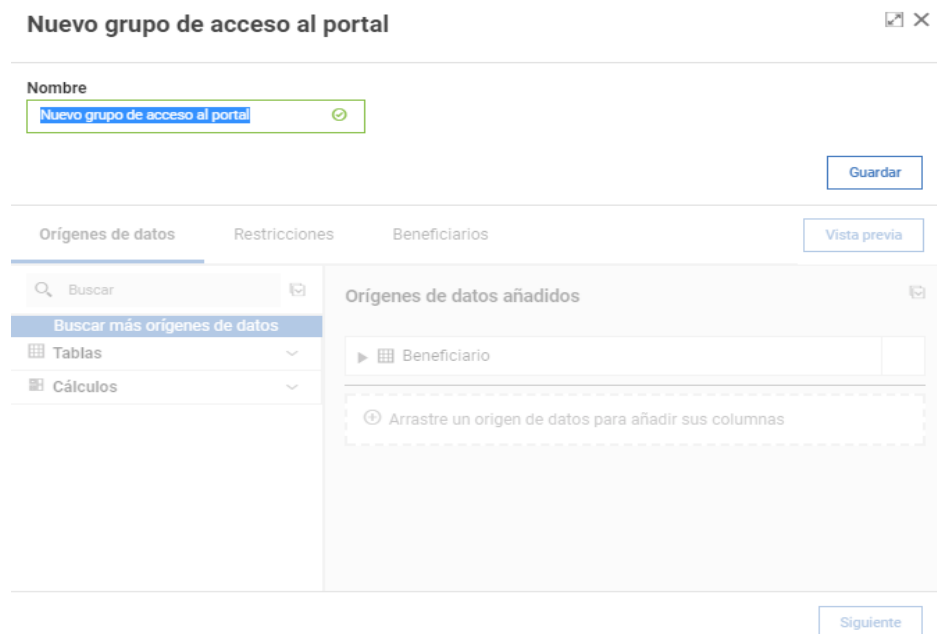 Nuevo grupo de acceso al portal
Nombre
Nuevo grupo de acceso al portal
Guardar
Orígenes de datos Restricciones Beneficiarios Vista previa
Buscar
Orígenes de datos añadidos
Buscar más orígenes de datos
Tablas
Beneficiario
Cálculos
Arrastre un origen de datos para añadir sus columnas
Siguiente